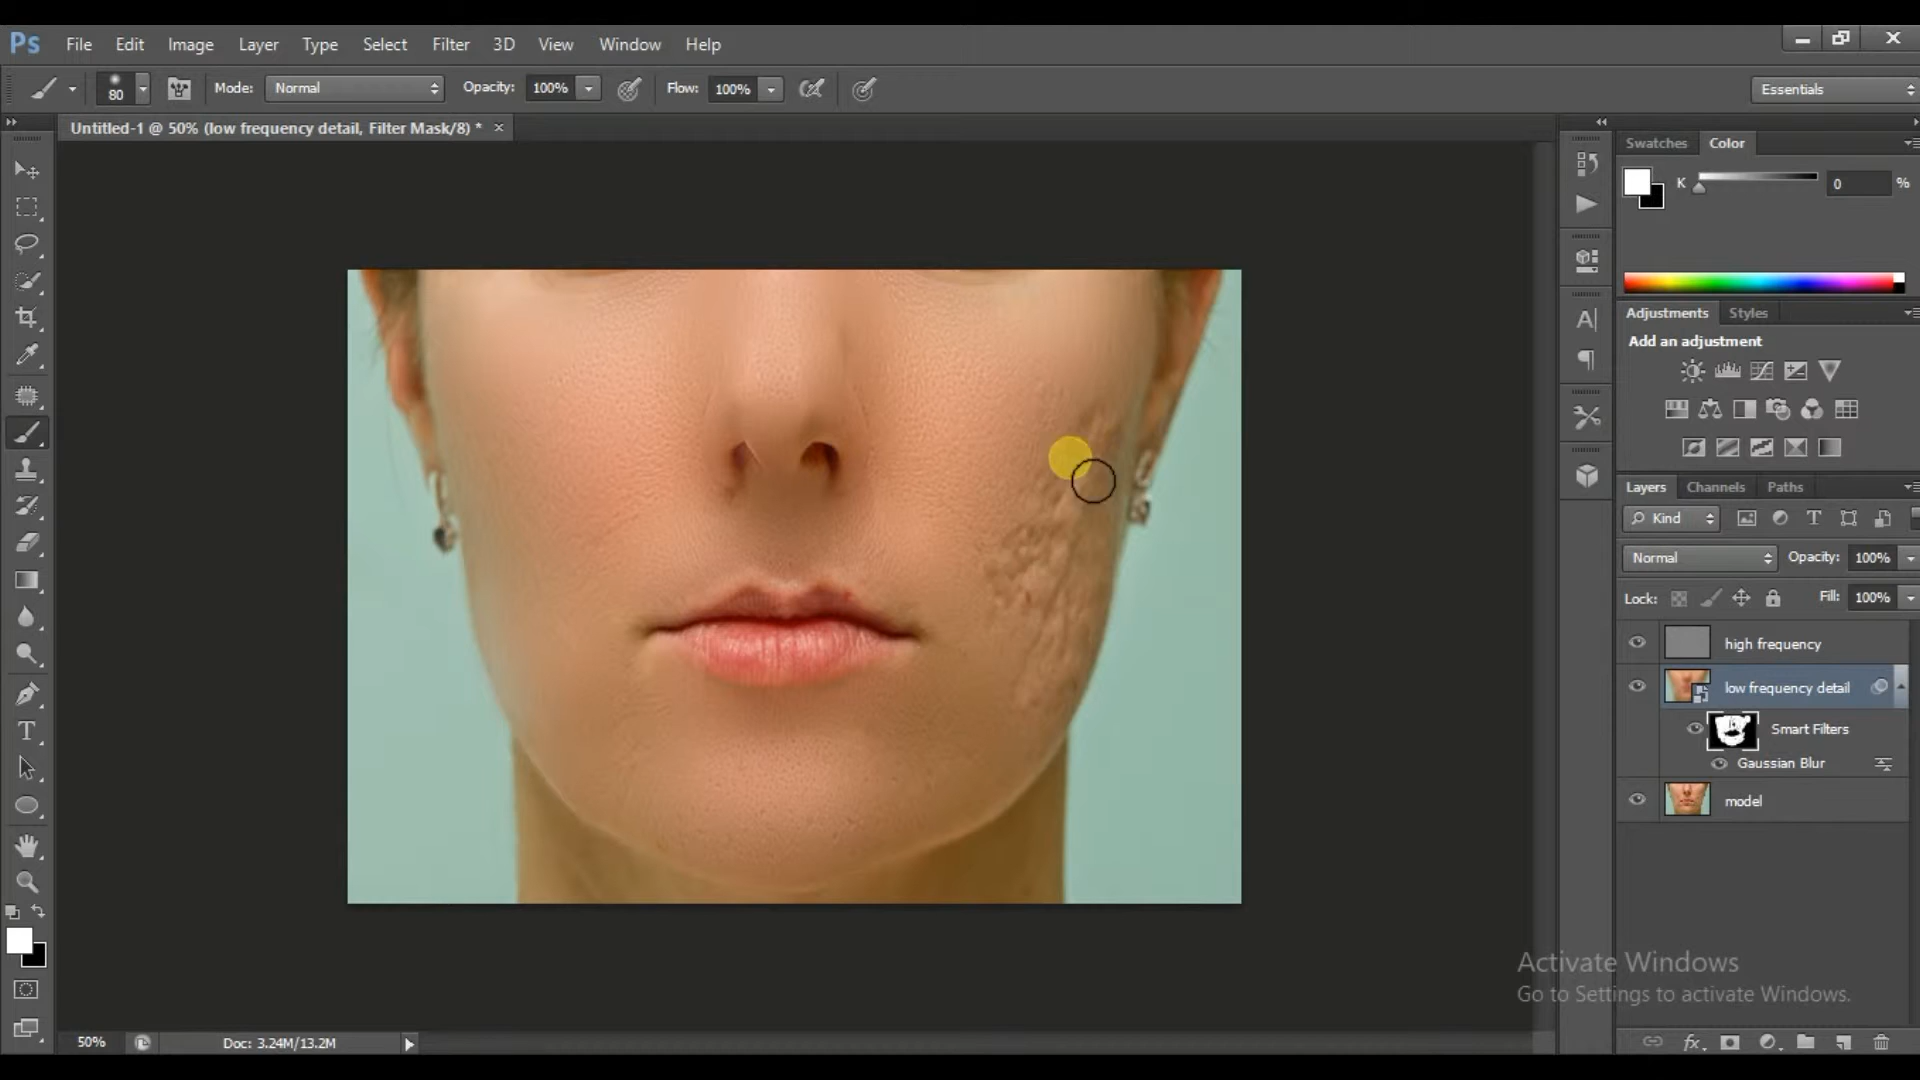 Ps File Edit Image Layer Type Select Filter 3D View Window Help
80 Mode: Normal Opacity: 100% Flow: 100% Essentials
Untitled-1 @ 50% (low frequency detail, Filter Mask/8) * ×
Swatches Color
K 0 %
Adjustments Styles
Add an adjustment
Layers Channels Paths
Kind
Normal Opacity: 100%
Lock: Fill: 100%
high frequency
low frequency detail
Smart Filters
Gaussian Blur
model
Activate Windows
Go to Settings to activate Windows.
50% Doc: 3.24M/13.2M
fx